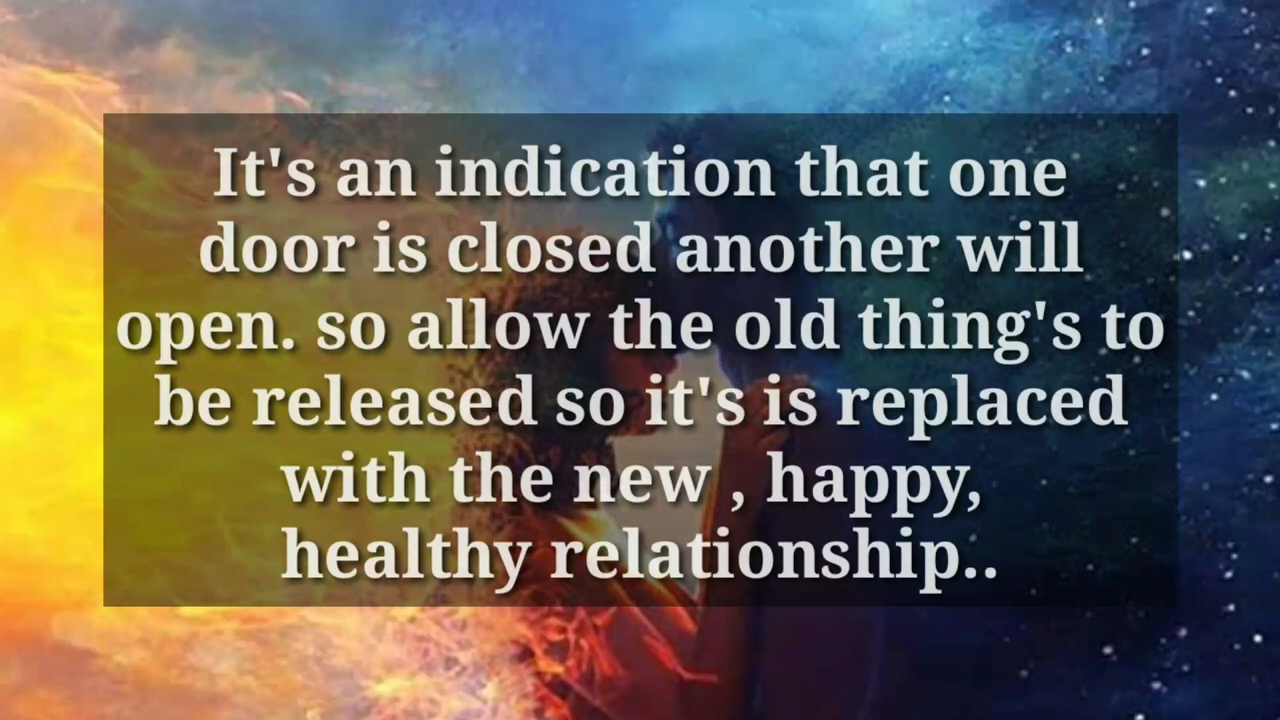 It's an indication that one
door is closed another will
open. so allow the old thing's to
be released so it's is replaced
with the new , happy,
healthy relationship..